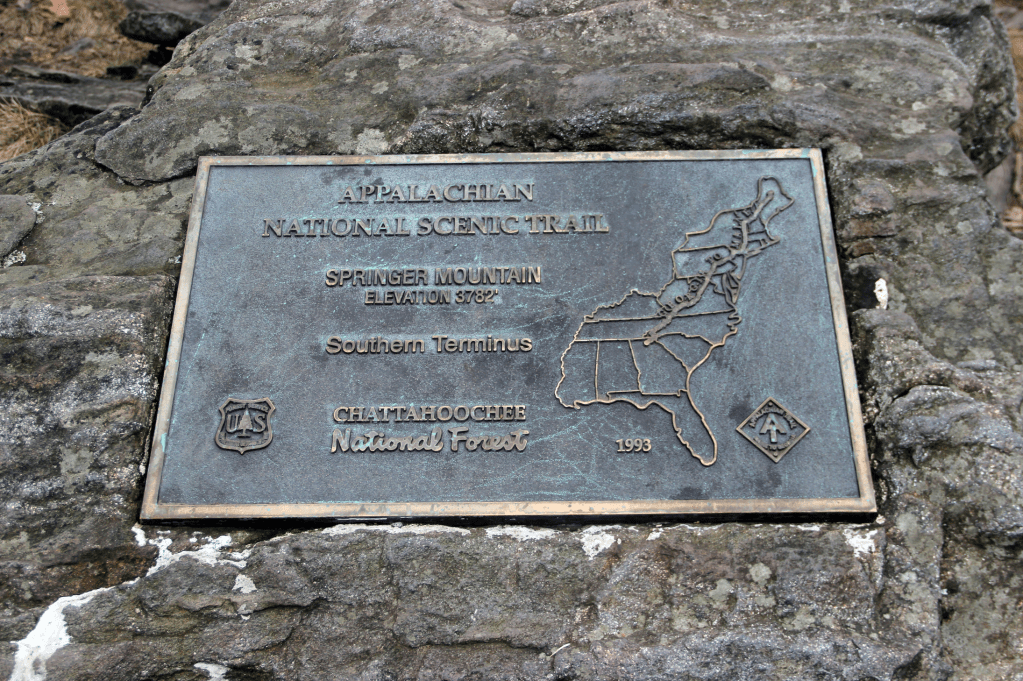 APPALACHIAN
NATIONAL SCENIC TRAIL
SPRINGER MOUNTAIN
ELEVATION 3782'
Southern Terminus
CHATTAHOOCHEE
National Forest
1993
U S